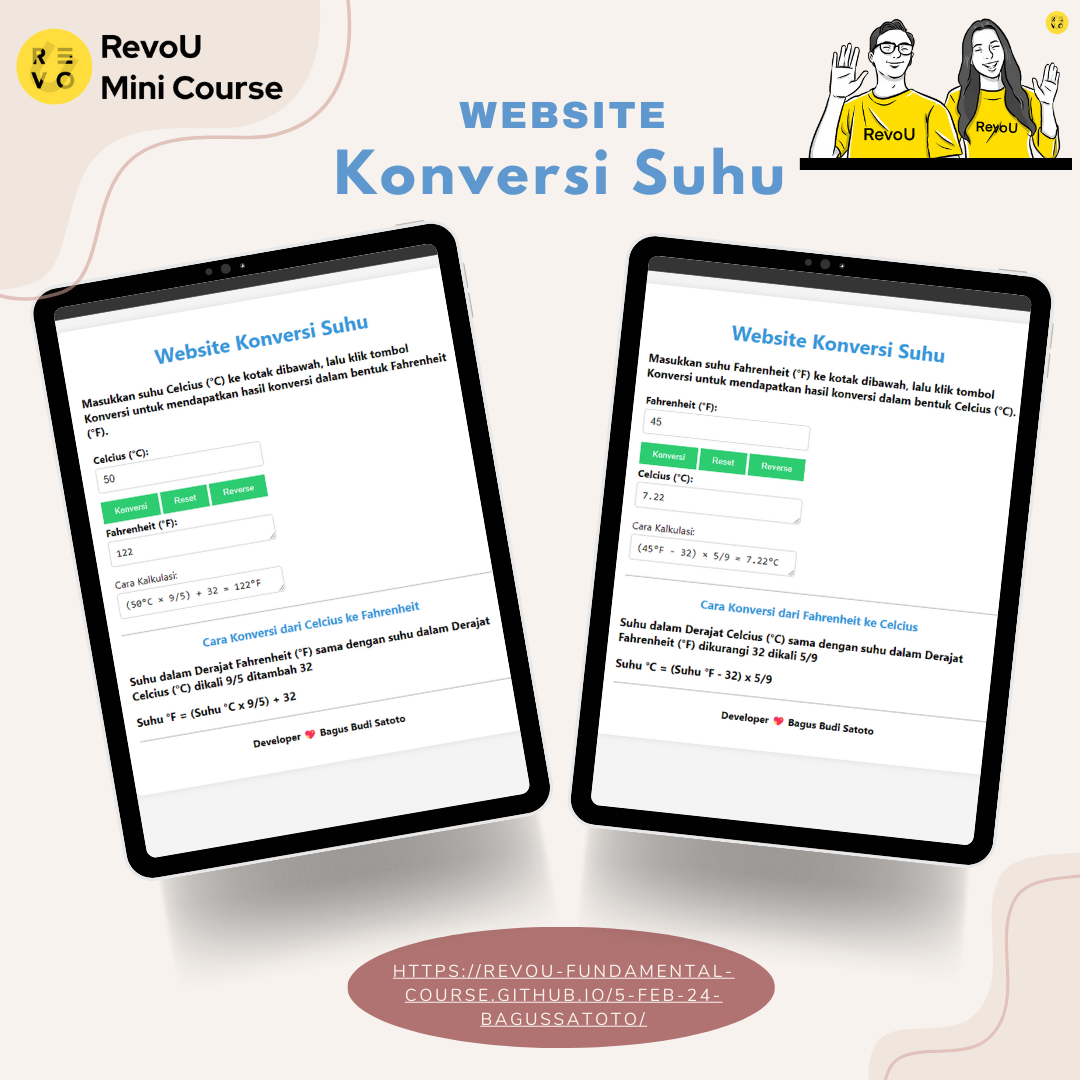 RE
VO
RevoU
Mini Course
RE
VO
RevoU
RevoU
WEBSITE
Konversi Suhu
Website Konversi Suhu
Masukkan suhu Celcius (°C) ke kotak dibawah, lalu klik tombol
Konversi untuk mendapatkan hasil konversi dalam bentuk Fahrenheit
(°F).
Celcius (°C):
50
Konversi Reset Reverse
Fahrenheit (°F):
122
Cara Kalkulasi:
(50°C × 9/5) + 32 = 122°F
Cara Konversi dari Celcius ke Fahrenheit
Suhu dalam Derajat Fahrenheit (°F) sama dengan suhu dalam Derajat
Celcius (°C) dikali 9/5 ditambah 32
Suhu °F = (Suhu °C x 9/5) + 32
Developer 💖 Bagus Budi Satoto
Website Konversi Suhu
Masukkan suhu Fahrenheit (°F) ke kotak dibawah, lalu klik tombol
Konversi untuk mendapatkan hasil konversi dalam bentuk Celcius (°C).
Fahrenheit (°F):
45
Konversi Reset Reverse
Celcius (°C):
7.22
Cara Kalkulasi:
(45°F - 32) × 5/9 = 7.22°C
Cara Konversi dari Fahrenheit ke Celcius
Suhu dalam Derajat Celcius (°C) sama dengan suhu dalam Derajat
Fahrenheit (°F) dikurangi 32 dikali 5/9
Suhu °C = (Suhu °F - 32) x 5/9
Developer 💖 Bagus Budi Satoto
HTTPS://REVOU-FUNDAMENTAL-
COURSE.GITHUB.IO/5-FEB-24-
BAGUSSATOTO/